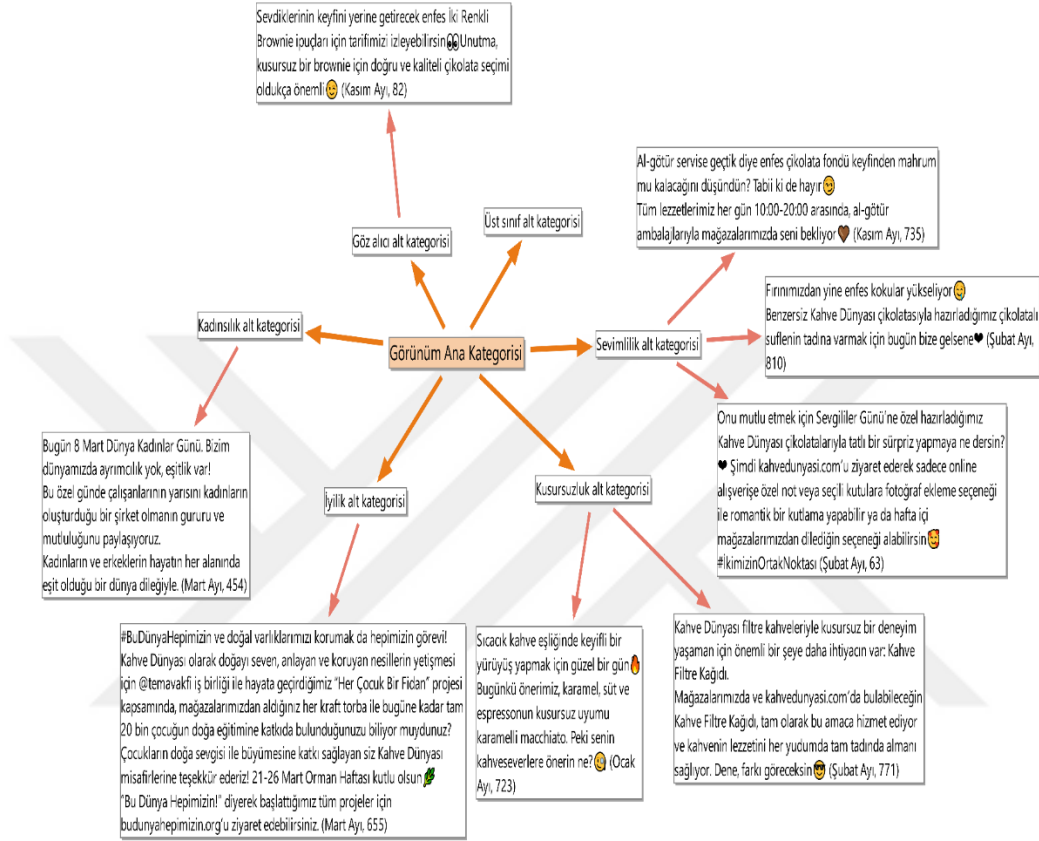 Sevdiklerinin keyfini yerine getirecek enfes İki Renkli
Brownie ipuçları için tarifimizi izleyebilirsin👀Unutma,
kusursuz bir brownie için doğru ve kaliteli çikolata seçimi
oldukça önemli😉 (Kasım Ayı, 82)
Al-götür servise geçtik diye enfes çikolata fondü keyfinden mahrum
mu kalacağını düşündün? Tabii ki de hayır😏
Tüm lezzetlerimiz her gün 10:00-20:00 arasında, al-götür
ambalajlarıyla mağazalarımızda seni bekliyor🤎 (Kasım Ayı, 735)
Üst sınıf alt kategorisi
Göz alıcı alt kategorisi
Fırınımızdan yine enfes kokular yükseliyor😋
Benzersiz Kahve Dünyası çikolatasıyla hazırladığımız çikolatalı
suflenin tadına varmak için bugün bize gelsene❤ (Şubat Ayı,
810)
Kadınsılık alt kategorisi
Görünüm Ana Kategorisi
Sevimlilik alt kategorisi
Onu mutlu etmek için Sevgililer Günü'ne özel hazırladığımız
Kahve Dünyası çikolatalarıyla tatlı bir sürpriz yapmaya ne dersin?
❤ Şimdi kahvedunyasi.com'u ziyaret ederek sadece online
alışverişe özel not veya seçili kutulara fotoğraf ekleme seçeneği
ile romantik bir kutlama yapabilir ya da hafta içi
mağazalarımızdan dilediğin seçeneği alabilirsin🥰
#İkimizinOrtakNoktası (Şubat Ayı, 63)
Bugün 8 Mart Dünya Kadınlar Günü. Bizim
dünyamızda ayrımcılık yok, eşitlik var!
Bu özel günde çalışanlarının yarısını kadınların
oluşturduğu bir şirket olmanın gururu ve
mutluluğunu paylaşıyoruz.
Kadınların ve erkeklerin hayatın her alanında
eşit olduğu bir dünya dileğiyle. (Mart Ayı, 454)
İyilik alt kategorisi
Kusursuzluk alt kategorisi
#BuDünyaHepimizin ve doğal varlıklarımızı korumak da hepimizin görevi!
Kahve Dünyası olarak doğayı seven, anlayan ve koruyan nesillerin yetişmesi
için @temavakfi iş birliği ile hayata geçirdiğimiz "Her Çocuk Bir Fidan" projesi
kapsamında, mağazalarımızdan aldığınız her kraft torba ile bugüne kadar tam
20 bin çocuğun doğa eğitimine katkıda bulunduğunuzu biliyor muydunuz?
Çocukların doğa sevgisi ile büyümesine katkı sağlayan siz Kahve Dünyası
misafirlerine teşekkür ederiz! 21-26 Mart Orman Haftası kutlu olsun🌿
"Bu Dünya Hepimizin!" diyerek başlattığımız tüm projeler için
budunyahepimizin.org'u ziyaret edebilirsiniz. (Mart Ayı, 655)
Sıcacık kahve eşliğinde keyifli bir
yürüyüş yapmak için güzel bir gün🔥
Bugünkü önerimiz, karamel, süt ve
espressonun kusursuz uyumu
karamelli macchiato. Peki senin
kahveseverlere önerin ne?🧐 (Ocak
Ayı, 723)
Kahve Dünyası filtre kahveleriyle kusursuz bir deneyim
yaşaman için önemli bir şeye daha ihtiyacın var: Kahve
Filtre Kağıdı.
Mağazalarımızda ve kahvedunyasi.com'da bulabileceğin
Kahve Filtre Kağıdı, tam olarak bu amaca hizmet ediyor
ve kahvenin lezzetini her yudumda tam tadında almanı
sağlıyor. Dene, farkı göreceksin😎 (Şubat Ayı, 771)